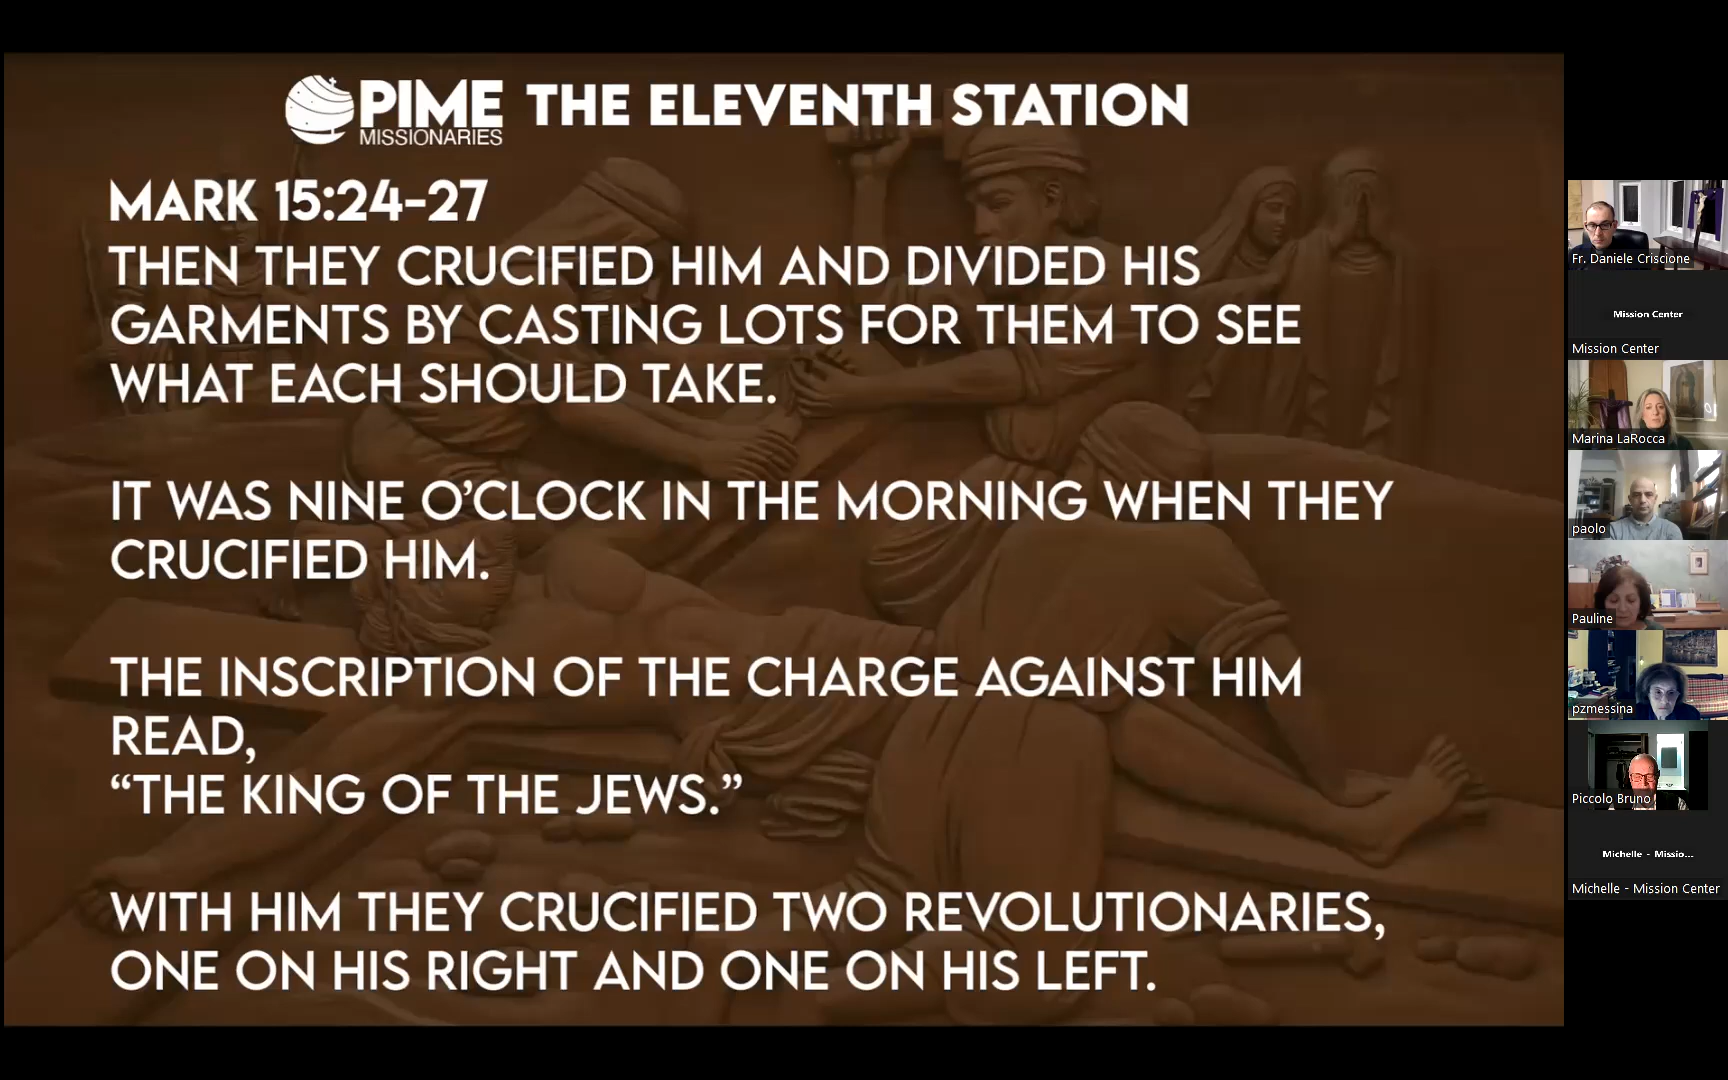 PIME
MISSIONARIES
THE ELEVENTH STATION
MARK 15:24-27
THEN THEY CRUCIFIED HIM AND DIVIDED HIS
GARMENTS BY CASTING LOTS FOR THEM TO SEE
WHAT EACH SHOULD TAKE.
IT WAS NINE O’CLOCK IN THE MORNING WHEN THEY
CRUCIFIED HIM.
THE INSCRIPTION OF THE CHARGE AGAINST HIM
READ,
“THE KING OF THE JEWS.”
WITH HIM THEY CRUCIFIED TWO REVOLUTIONARIES,
ONE ON HIS RIGHT AND ONE ON HIS LEFT.
Fr. Daniele Criscione
Mission Center
Mission Center
Marina LaRocca
paolo
Pauline
pzmessina
Piccolo Bruno
Michelle - Missio...
Michelle - Mission Center